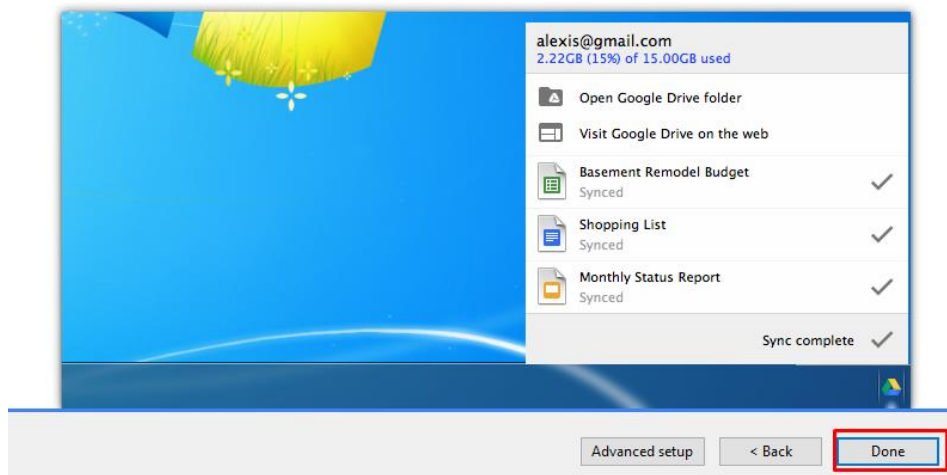 alexis@gmail.com
2.22GB (15%) of 15.00GB used
Open Google Drive folder
Visit Google Drive on the web
Basement Remodel Budget
Synced
Shopping List
Synced
Monthly Status Report
Synced
Sync complete
Advanced setup
< Back
Done